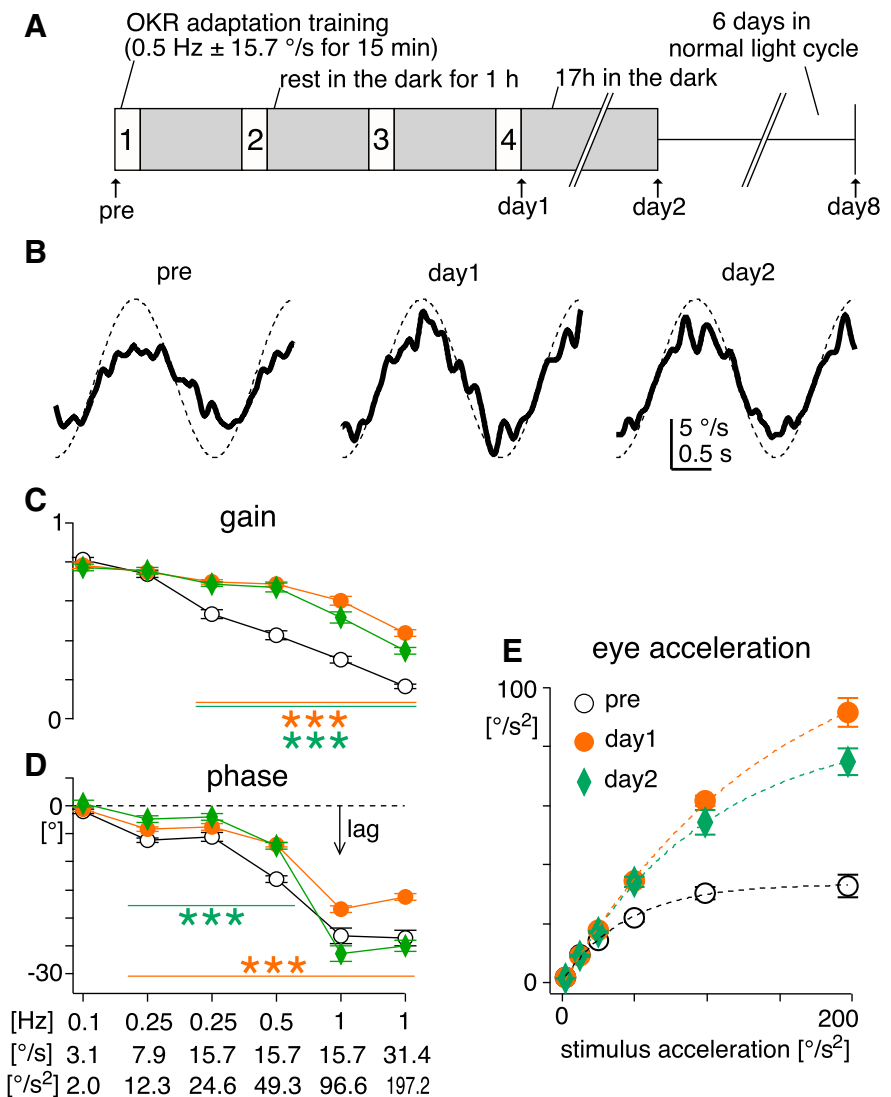 A
OKR adaptation training
(0.5 Hz ± 15.7 °/s for 15 min)
rest in the dark for 1 h
17h in the dark
6 days in
normal light cycle
1 2 3 4
pre day1 day2 day8
B
pre day1 day2
5 °/s
0.5 s
C
gain
1
0
***
***
D
phase
0
[°]
lag
***
***
-30
[Hz] 0.1 0.25 0.25 0.5 1 1
[°/s] 3.1 7.9 15.7 15.7 15.7 31.4
[°/s²] 2.0 12.3 24.6 49.3 96.6 197.2
E
eye acceleration
100
[°/s²]
pre
day1
day2
0
0 200
stimulus acceleration [°/s²]